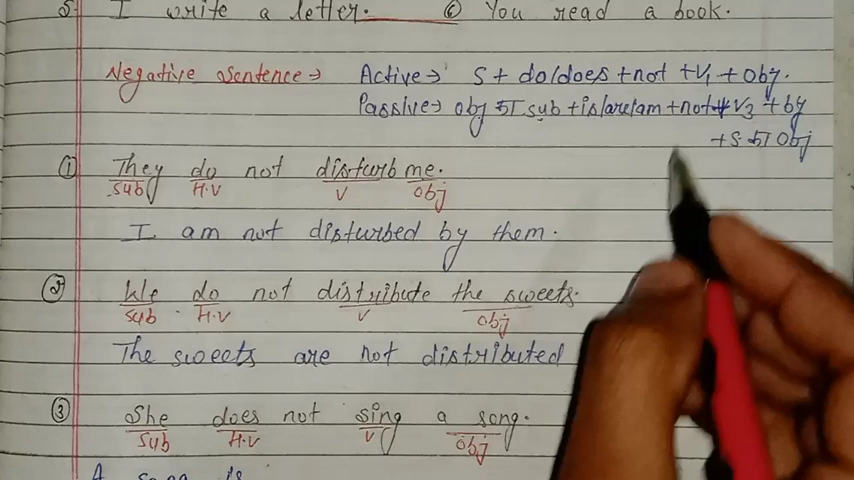 5 I write a letter. ⑥ You read a book.
Negative Sentence → Active → S + do/does + not + V₁ + Obj.
Passive → obj का sub + is/are/am + not + V₃ + by
+ S का Obj
① They do not disturb me.
Sub H.V V obj
I am not disturbed by them.
② We do not distribute the sweets.
Sub H.V V obj
The sweets are not distributed
③ She does not sing a song.
Sub H.V V obj
A song is